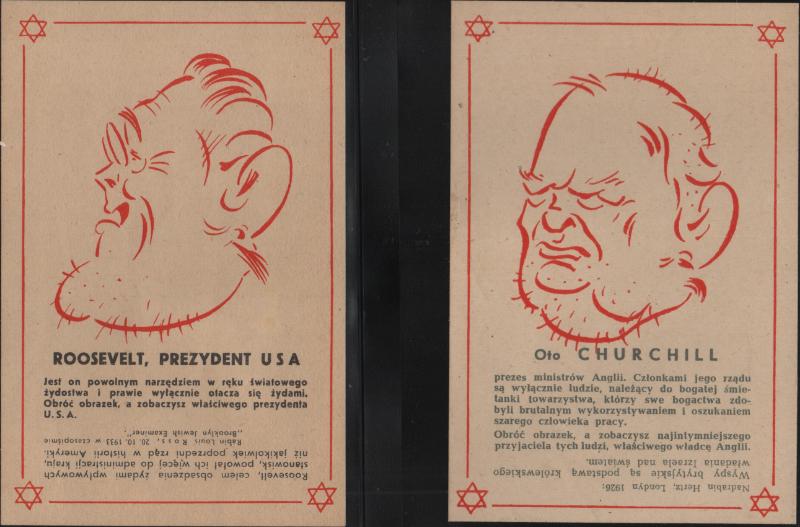 ROOSEVELT, PREZYDENT USA
Jest on powolnym narzędziem w ręku światowego
żydostwa i prawie wyłącznie otacza się żydami.
Obróć obrazek, a zobaczysz właściwego prezydenta
U. S. A.
Roosevelt, celem obsadzenia żydami wpływowych
stanowisk, powołał ich więcej do administracji kraju,
niż jakikolwiek poprzedni rząd w historii Ameryki.
Rabin Louis Ross, 20. 10. 1933 w czasopiśmie
„Brooklyn Jewish Examiner".
Oto CHURCHILL
prezes ministrów Anglii. Członkami jego rządu
są wyłącznie ludzie, należący do bogatej śmie-
tanki towarzystwa, którzy swe bogactwa zdo-
byli brutalnym wykorzystywaniem i oszukaniem
szarego człowieka pracy.
Obróć obrazek, a zobaczysz najintymniejszego
przyjaciela tych ludzi, właściwego władcę Anglii.
Nadrabin, Hertz, Londyn 1926:
Wyspy brytyjskie są podstawą królewskiego
władania Izraela nad światem.